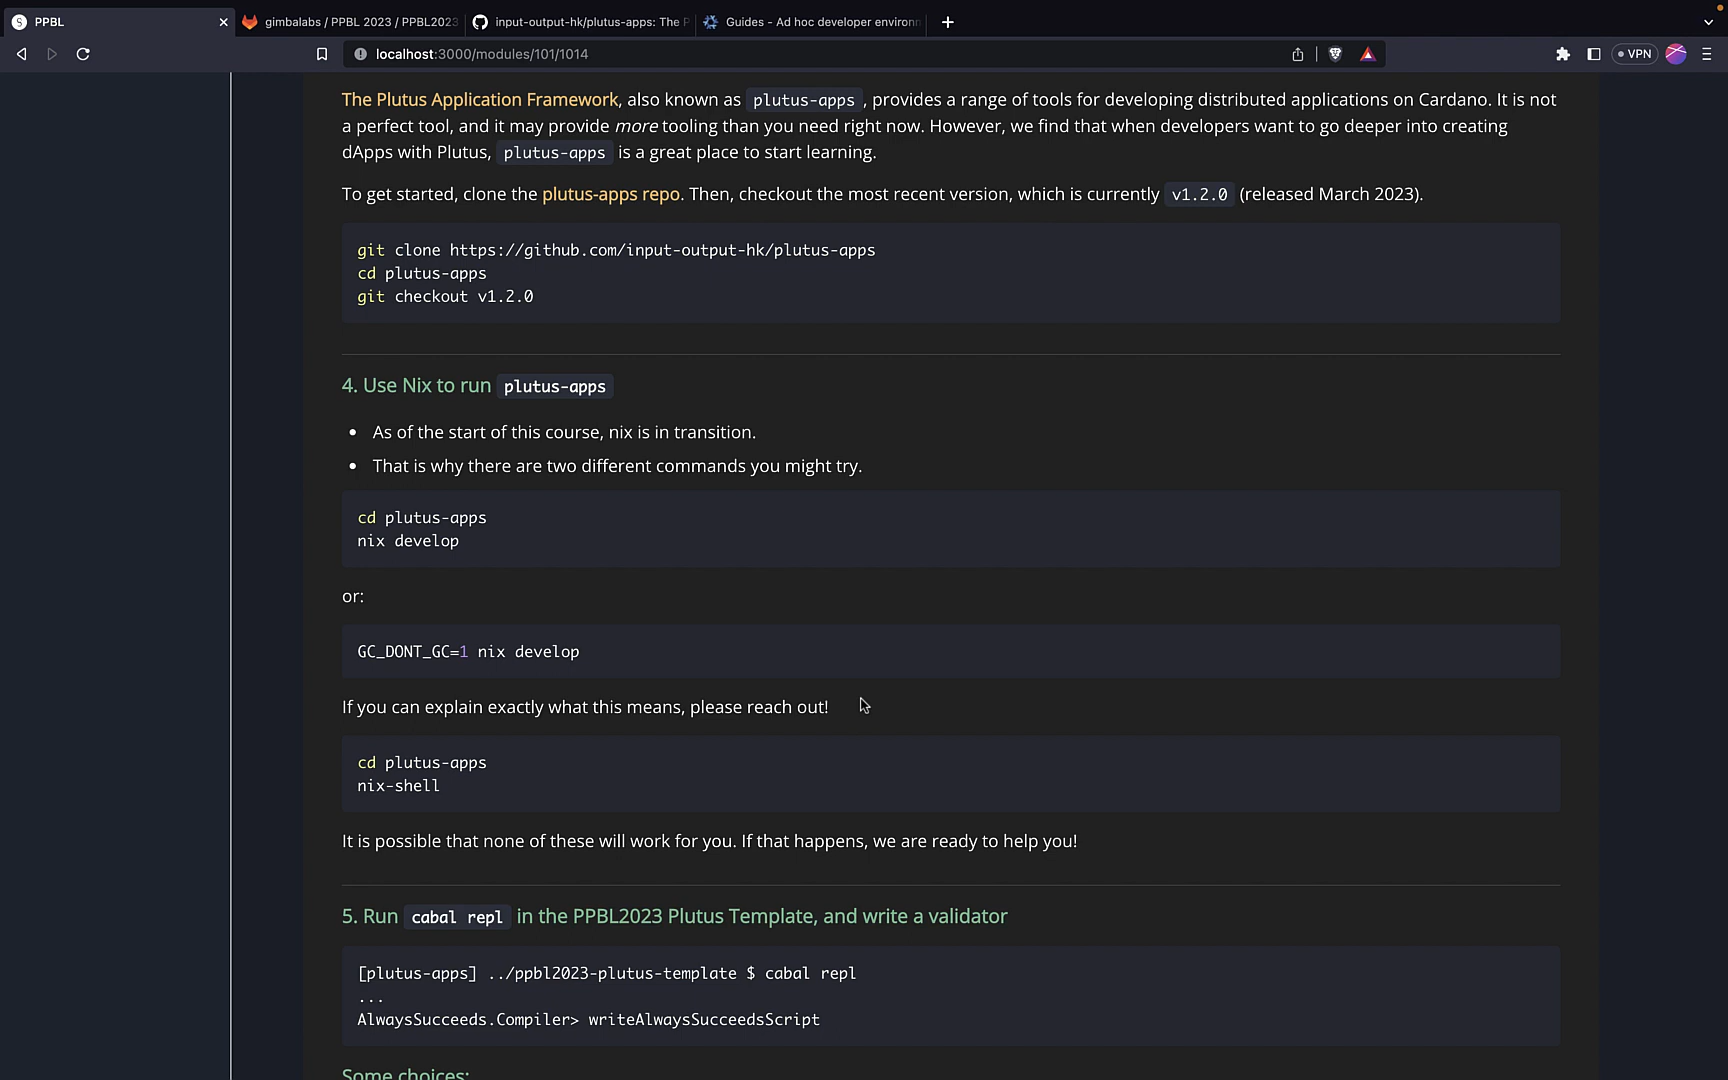 PPBL
gimbalabs / PPBL 2023 / PPBL2023
input-output-hk/plutus-apps: The P
Guides - Ad hoc developer environm
localhost:3000/modules/101/1014
VPN
The Plutus Application Framework, also known as plutus-apps , provides a range of tools for developing distributed applications on Cardano. It is not
a perfect tool, and it may provide more tooling than you need right now. However, we find that when developers want to go deeper into creating
dApps with Plutus, plutus-apps is a great place to start learning.
To get started, clone the plutus-apps repo. Then, checkout the most recent version, which is currently v1.2.0 (released March 2023).
git clone https://github.com/input-output-hk/plutus-apps
cd plutus-apps
git checkout v1.2.0
4. Use Nix to run plutus-apps
• As of the start of this course, nix is in transition.
• That is why there are two different commands you might try.
cd plutus-apps
nix develop
or:
GC_DONT_GC=1 nix develop
If you can explain exactly what this means, please reach out!
cd plutus-apps
nix-shell
It is possible that none of these will work for you. If that happens, we are ready to help you!
5. Run cabal repl in the PPBL2023 Plutus Template, and write a validator
[plutus-apps] ../ppbl2023-plutus-template $ cabal repl
...
AlwaysSucceeds.Compiler> writeAlwaysSucceedsScript
Some choices: